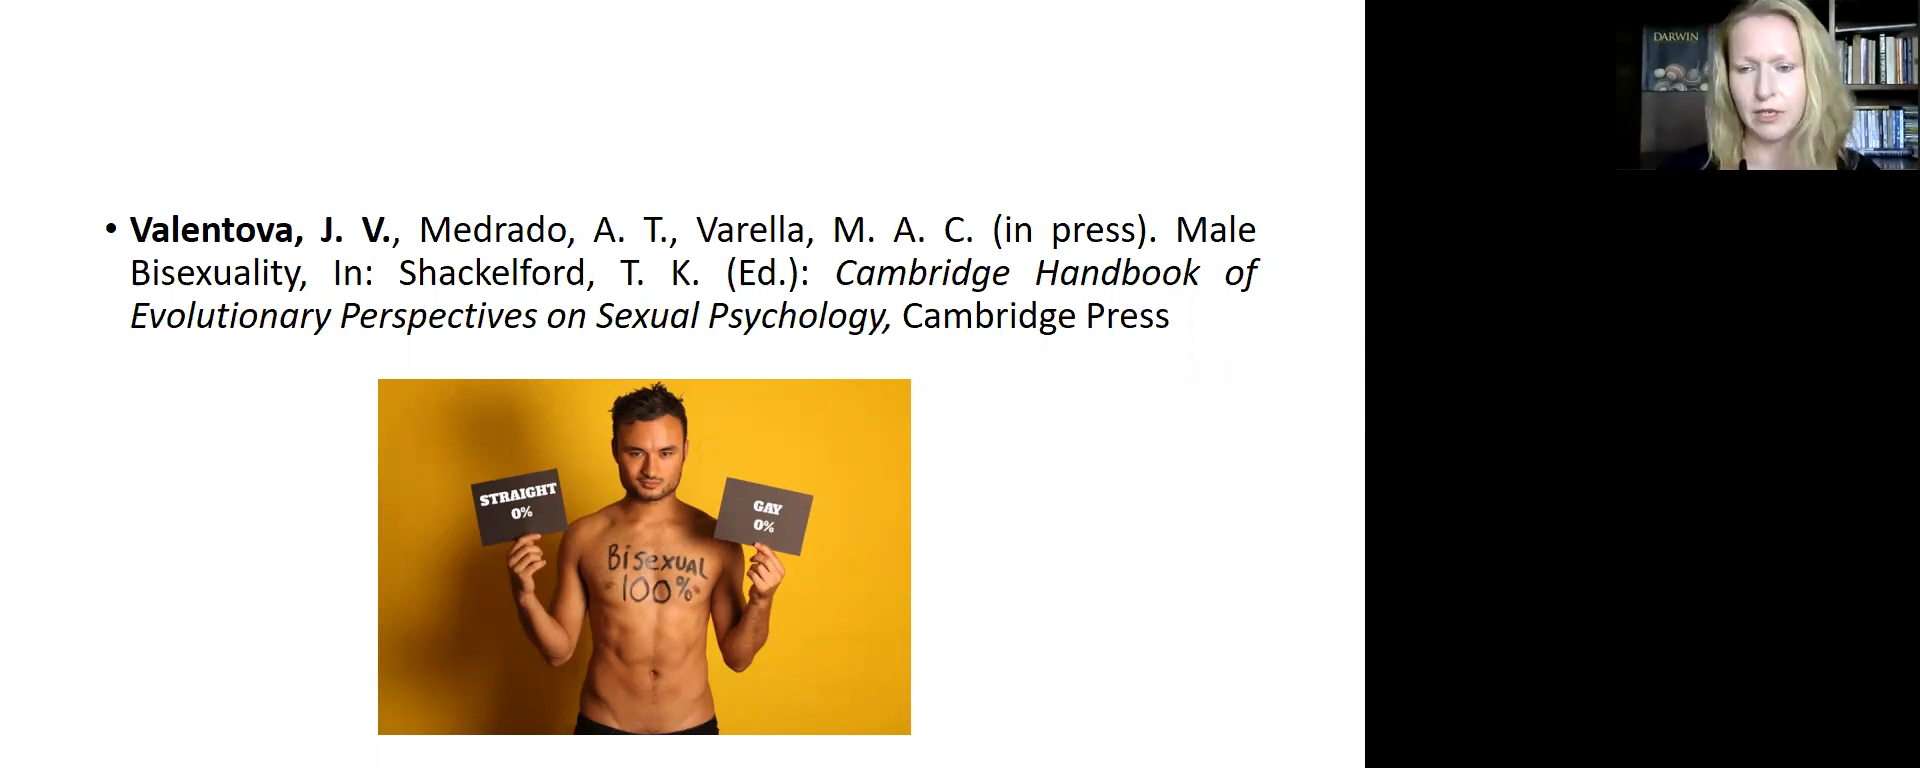 DARWIN
• Valentova, J. V., Medrado, A. T., Varella, M. A. C. (in press). Male
Bisexuality, In: Shackelford, T. K. (Ed.): Cambridge Handbook of
Evolutionary Perspectives on Sexual Psychology, Cambridge Press
STRAIGHT
0%
GAY
0%
Bisexual
100%